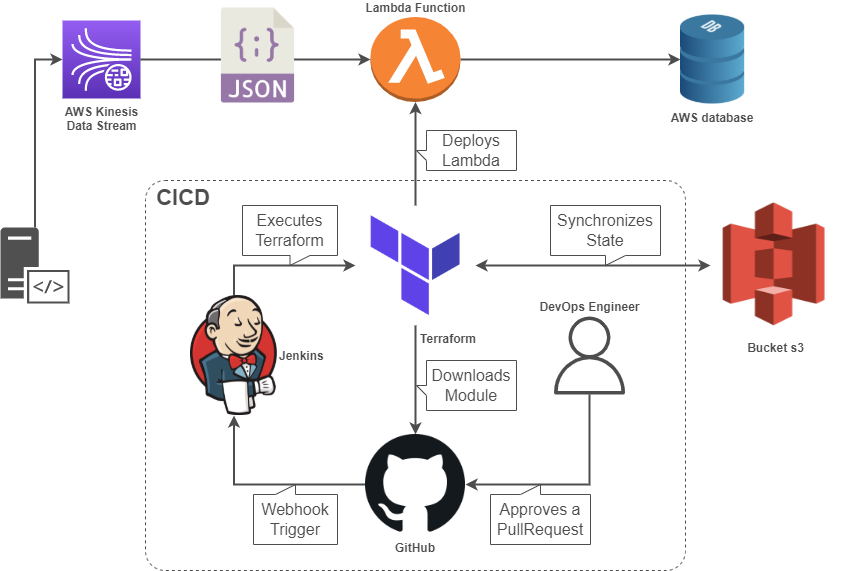 Lambda Function
DB
{;}
JSON
AWS Kinesis
Data Stream
AWS database
Deploys
Lambda
CICD
Executes
Terraform
Synchronizes
State
</>
DevOps Engineer
Terraform
Bucket s3
Jenkins
Downloads
Module
Webhook
Trigger
Approves a
PullRequest
GitHub